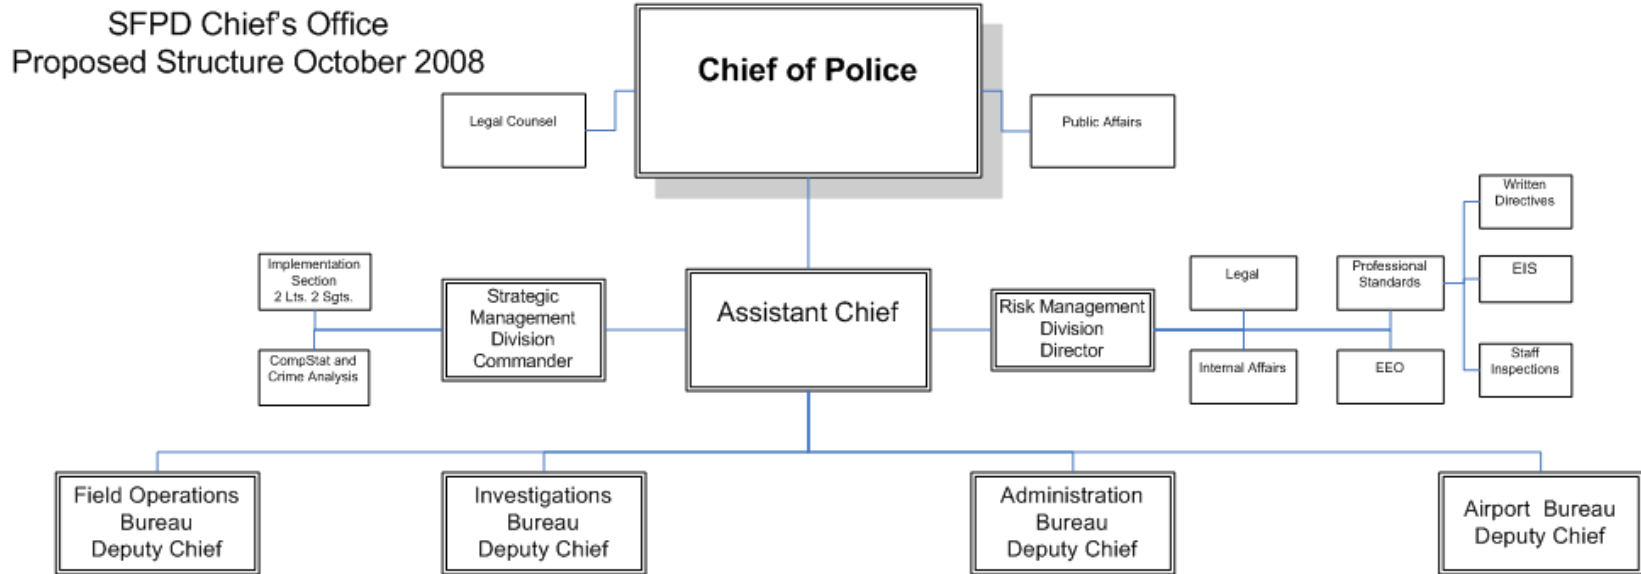 SFPD Chief's Office
Proposed Structure October 2008
Chief of Police
Legal Counsel
Public Affairs
Written
Directives
Implementation
Section
2 Lts. 2 Sgts.
Strategic
Management
Division
Commander
Assistant Chief
Risk Management
Division
Director
Legal
Professional
Standards
EIS
CompStat and
Crime Analysis
Internal Affairs
EEO
Staff
Inspections
Field Operations
Bureau
Deputy Chief
Investigations
Bureau
Deputy Chief
Administration
Bureau
Deputy Chief
Airport Bureau
Deputy Chief